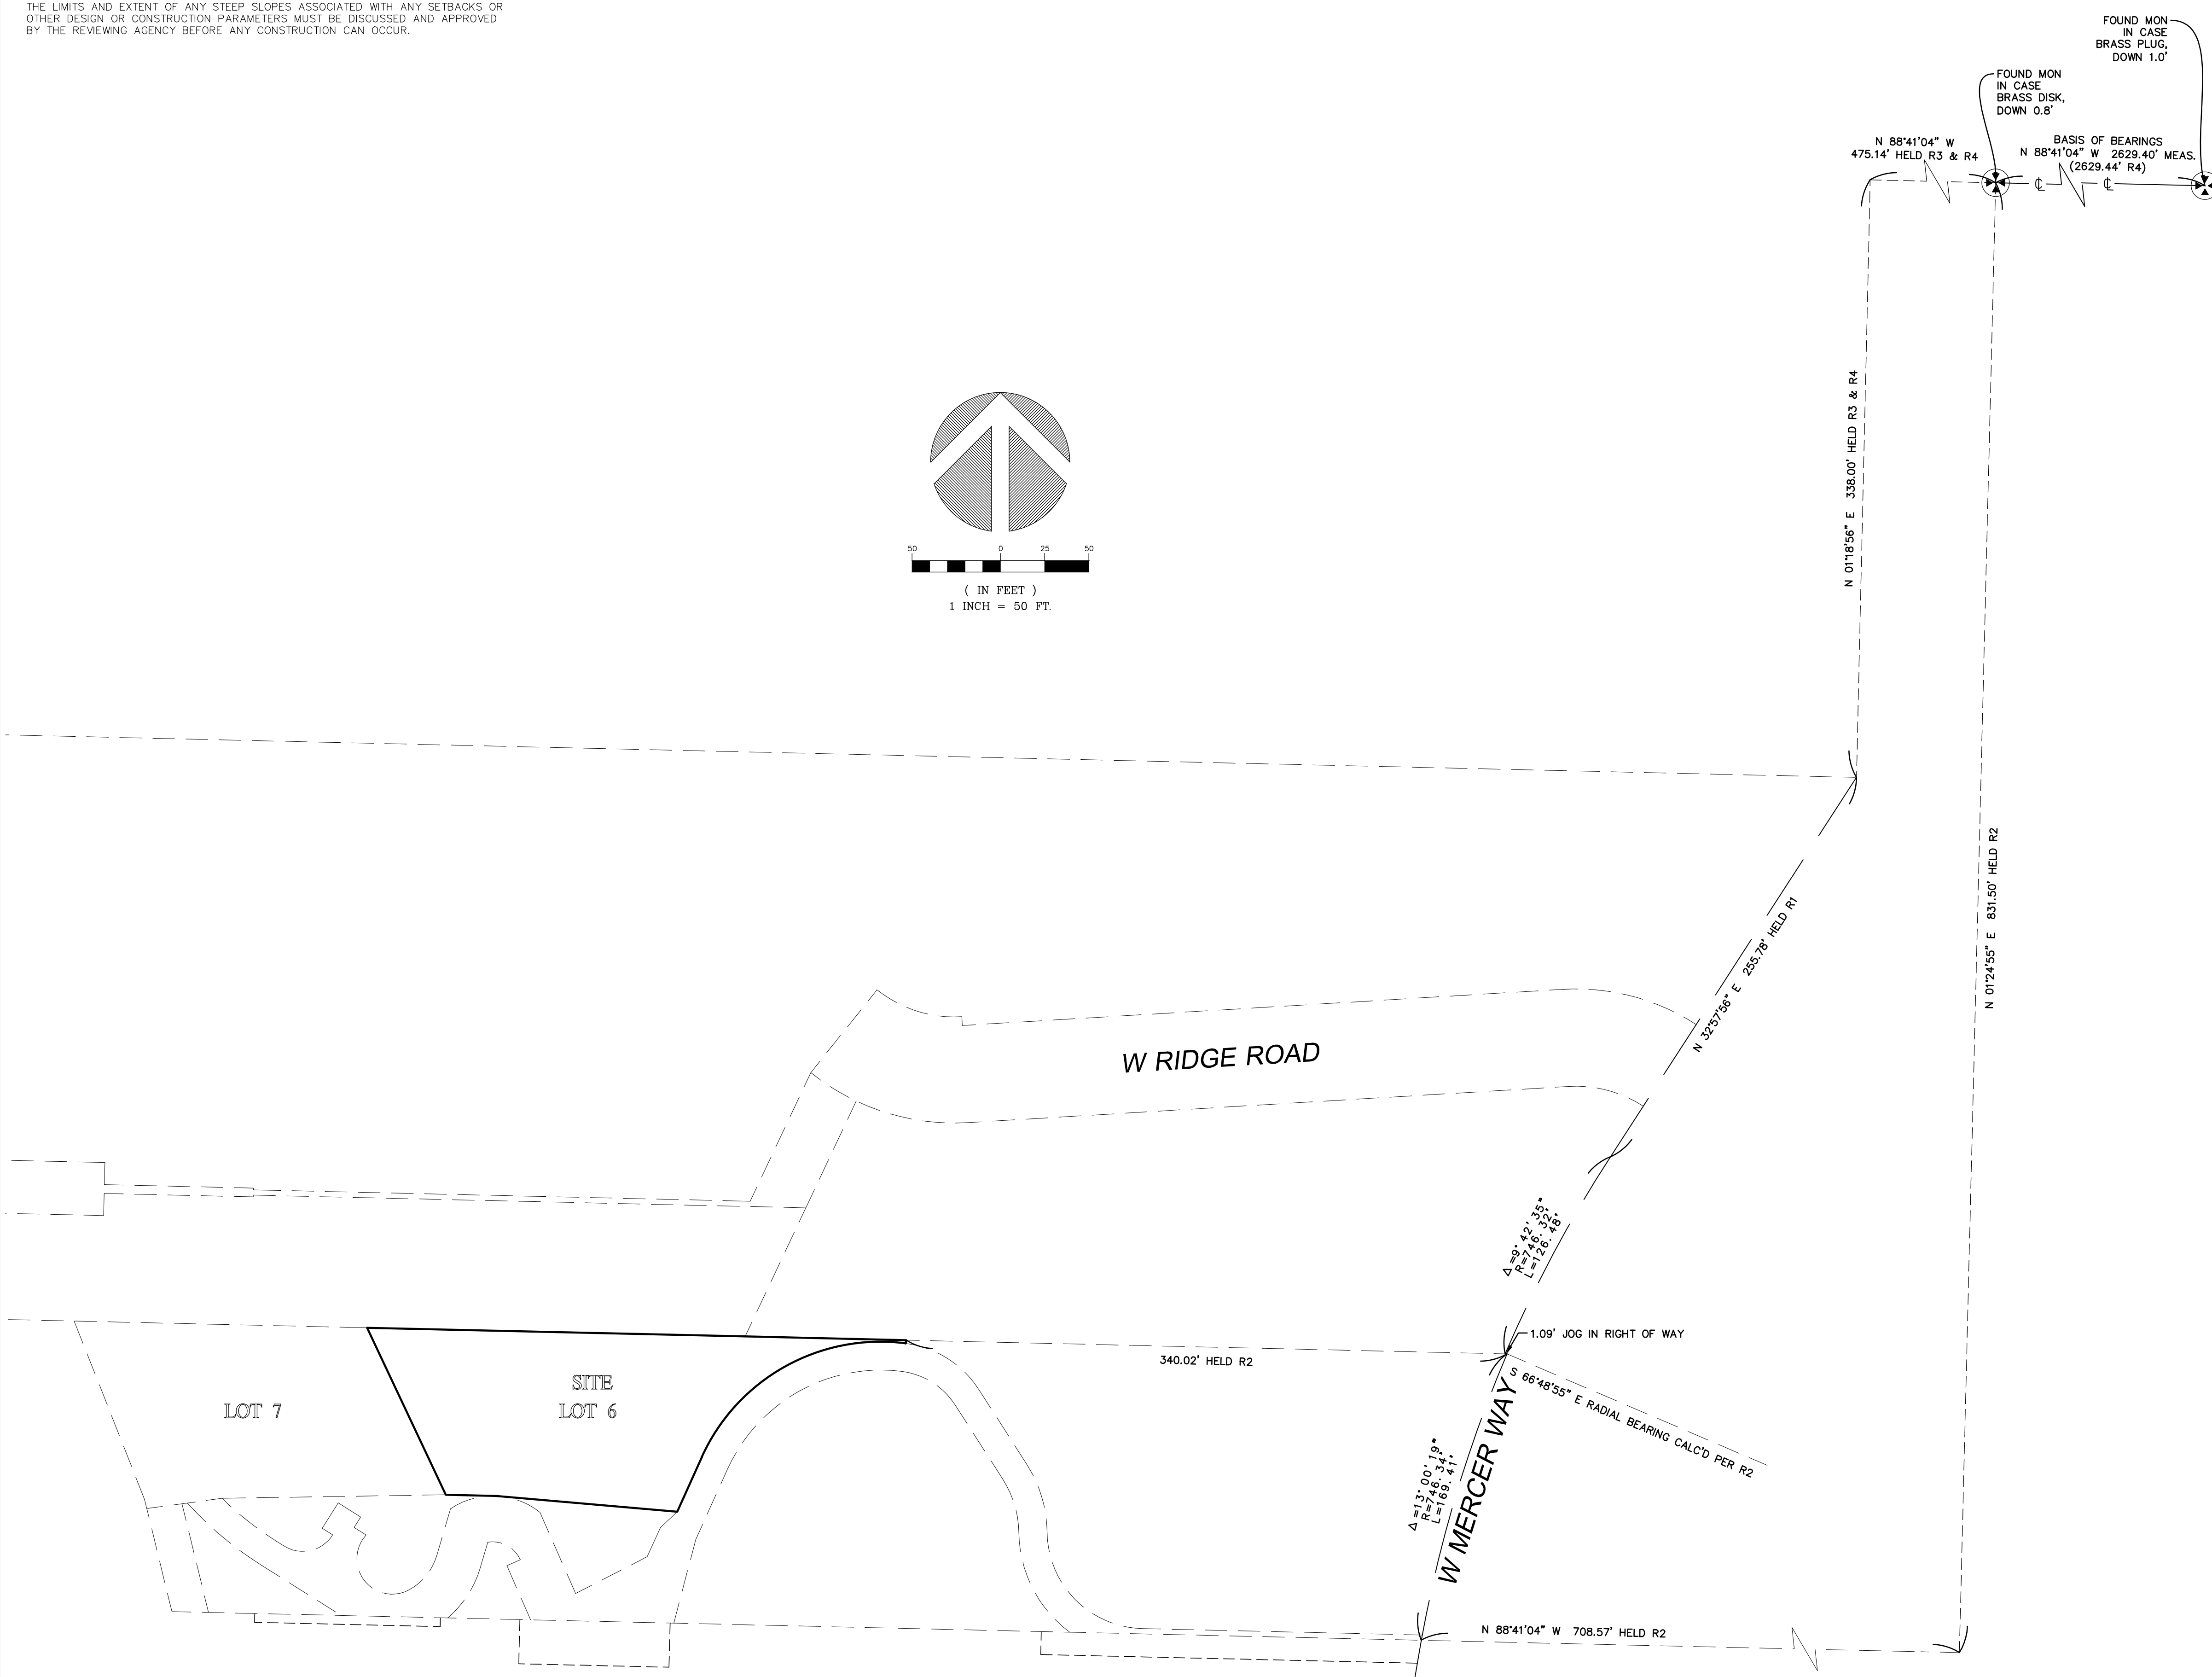 THE LIMITS AND EXTENT OF ANY STEEP SLOPES ASSOCIATED WITH ANY SETBACKS OR
OTHER DESIGN OR CONSTRUCTION PARAMETERS MUST BE DISCUSSED AND APPROVED
BY THE REVIEWING AGENCY BEFORE ANY CONSTRUCTION CAN OCCUR.
FOUND MON
IN CASE
BRASS PLUG,
DOWN 1.0'
FOUND MON
IN CASE
BRASS DISK,
DOWN 0.8'
N 88°41'04" W
475.14' HELD R3 & R4
BASIS OF BEARINGS
N 88°41'04" W 2629.40' MEAS.
(2629.44' R4)
℄ ℄
N 01°18'56" E 338.00' HELD R3 & R4
50 0 25 50
( IN FEET )
1 INCH = 50 FT.
N 01°24'55" E 831.50' HELD R2
N 32°57'56" E 255.78' HELD R1
W RIDGE ROAD
Δ=9°42'35"
R=746.32'
L=126.48'
1.09' JOG IN RIGHT OF WAY
340.02' HELD R2
S 66°48'55" E RADIAL BEARING CALC'D PER R2
SITE
LOT 6
LOT 7
W MERCER WAY
Δ=13°00'19"
R=746.34'
L=169.41'
N 88°41'04" W 708.57' HELD R2